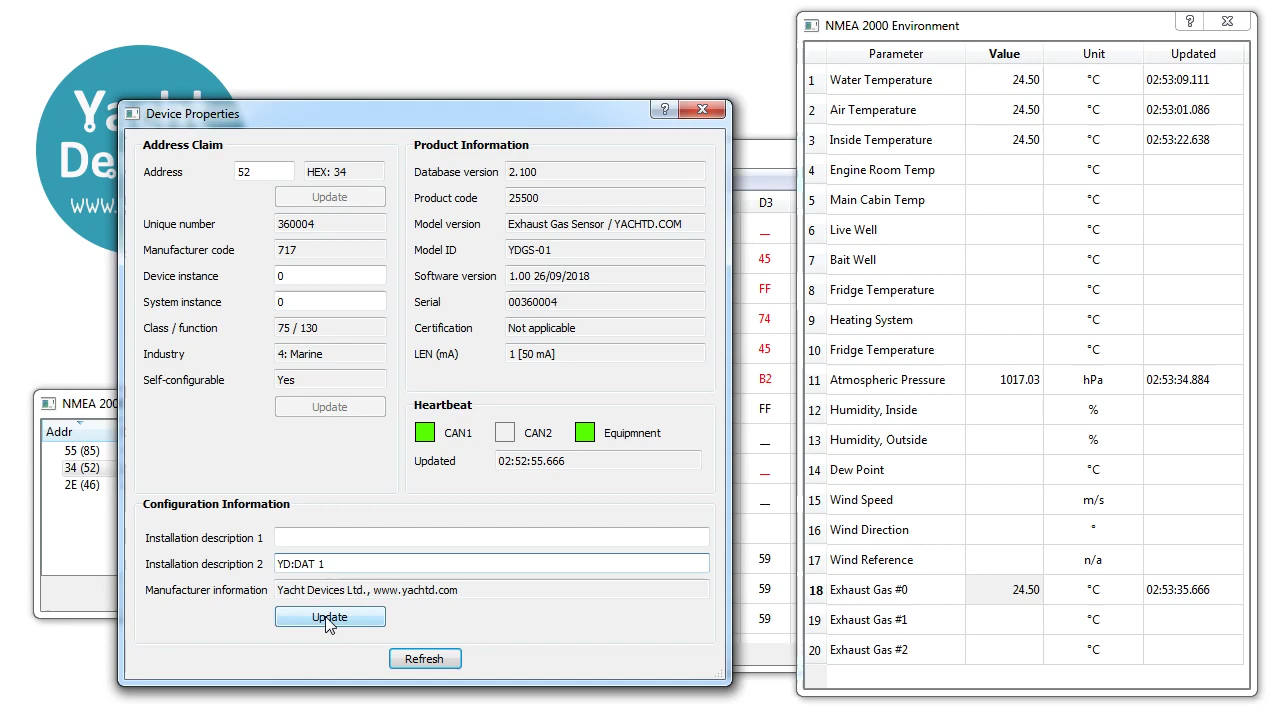 Ya
De
www.
Device Properties
Address Claim
Address 52 HEX: 34
Update
Unique number 360004
Manufacturer code 717
Device instance 0
System instance 0
Class / function 75 / 130
Industry 4: Marine
Self-configurable Yes
Update
Product Information
Database version 2.100
Product code 25500
Model version Exhaust Gas Sensor / YACHTD.COM
Model ID YDGS-01
Software version 1.00 26/09/2018
Serial 00360004
Certification Not applicable
LEN (mA) 1 [50 mA]
Heartbeat
CAN1 CAN2 Equipmnent
Updated 02:52:55.666
Configuration Information
Installation description 1
Installation description 2 YD:DAT 1
Manufacturer information Yacht Devices Ltd., www.yachtd.com
Update
Refresh
NMEA 200
Addr
55 (85)
34 (52)
2E (46)
D3
__
45
FF
74
45
B2
FF
__
__
__
59
59
59
NMEA 2000 Environment
Parameter Value Unit Updated
1 Water Temperature 24.50 °C 02:53:09.111
2 Air Temperature 24.50 °C 02:53:01.086
3 Inside Temperature 24.50 °C 02:53:22.638
4 Engine Room Temp °C
5 Main Cabin Temp °C
6 Live Well °C
7 Bait Well °C
8 Fridge Temperature °C
9 Heating System °C
10 Fridge Temperature °C
11 Atmospheric Pressure 1017.03 hPa 02:53:34.884
12 Humidity, Inside %
13 Humidity, Outside %
14 Dew Point °C
15 Wind Speed m/s
16 Wind Direction °
17 Wind Reference n/a
18 Exhaust Gas #0 24.50 °C 02:53:35.666
19 Exhaust Gas #1 °C
20 Exhaust Gas #2 °C